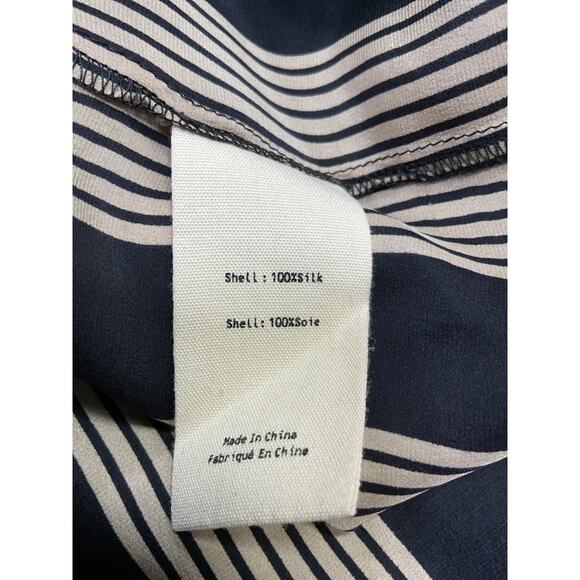 Shell: 100%Silk
Shell: 100%Soie
Made In China
Fabriqué En Chine